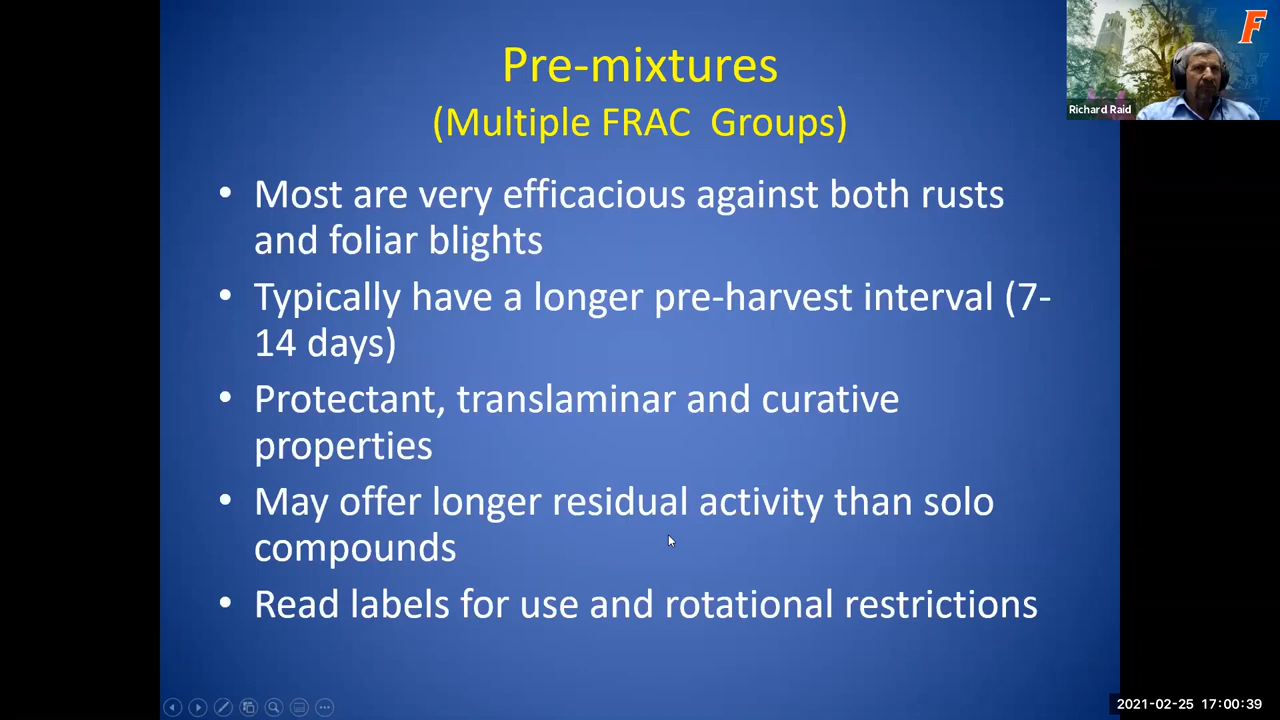 Pre-mixtures
(Multiple FRAC  Groups)
• Most are very efficacious against both rusts
and foliar blights
• Typically have a longer pre-harvest interval (7-
14 days)
• Protectant, translaminar and curative
properties
• May offer longer residual activity than solo
compounds
• Read labels for use and rotational restrictions
F
Richard Raid
2021-02-25 17:00:39